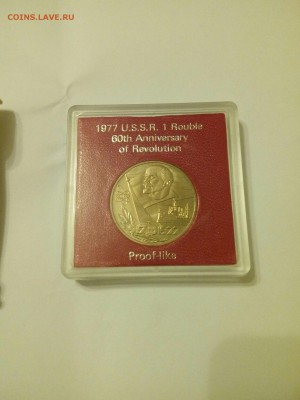 COINS.LAVE.RU
1977 U.S.S.R. 1 Rouble
60th Anniversary
of Revolution
Proof-like